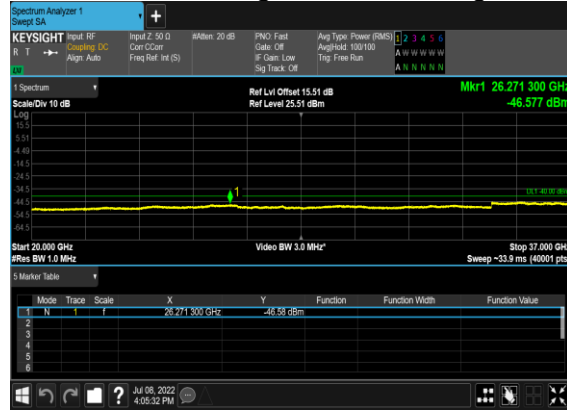 Spectrum Analyzer 1
Swept SA
+
KEYSIGHT Input: RF Input Z: 50 Ω #Atten: 20 dB PNO: Fast Avg Type: Power (RMS) 1 2 3 4 5 6
R T Coupling: DC Corr CCorr Gate: Off Avg|Hold: 100/100 A W W W W W
Align: Auto Freq Ref: Int (S) IF Gain: Low Trig: Free Run
Sig Track: Off A N N N N N
1 Spectrum Ref Lvl Offset 15.51 dB Mkr1 26.271 300 GHz
Scale/Div 10 dB Ref Level 25.51 dBm -46.577 dBm
Log
15.5
5.51
-4.49
-14.5
-24.5
-34.5
1
DL1 -40.00 dBm
-44.5
-54.5
-64.5
Start 20.000 GHz Video BW 3.0 MHz* Stop 37.000 GHz
#Res BW 1.0 MHz Sweep ~33.9 ms (40001 pts)
5 Marker Table
Mode Trace Scale X Y Function Function Width Function Value
1 N 1 f 26.271 300 GHz -46.58 dBm
2
3
4
5
6
? Jul 08, 2022
4:05:32 PM